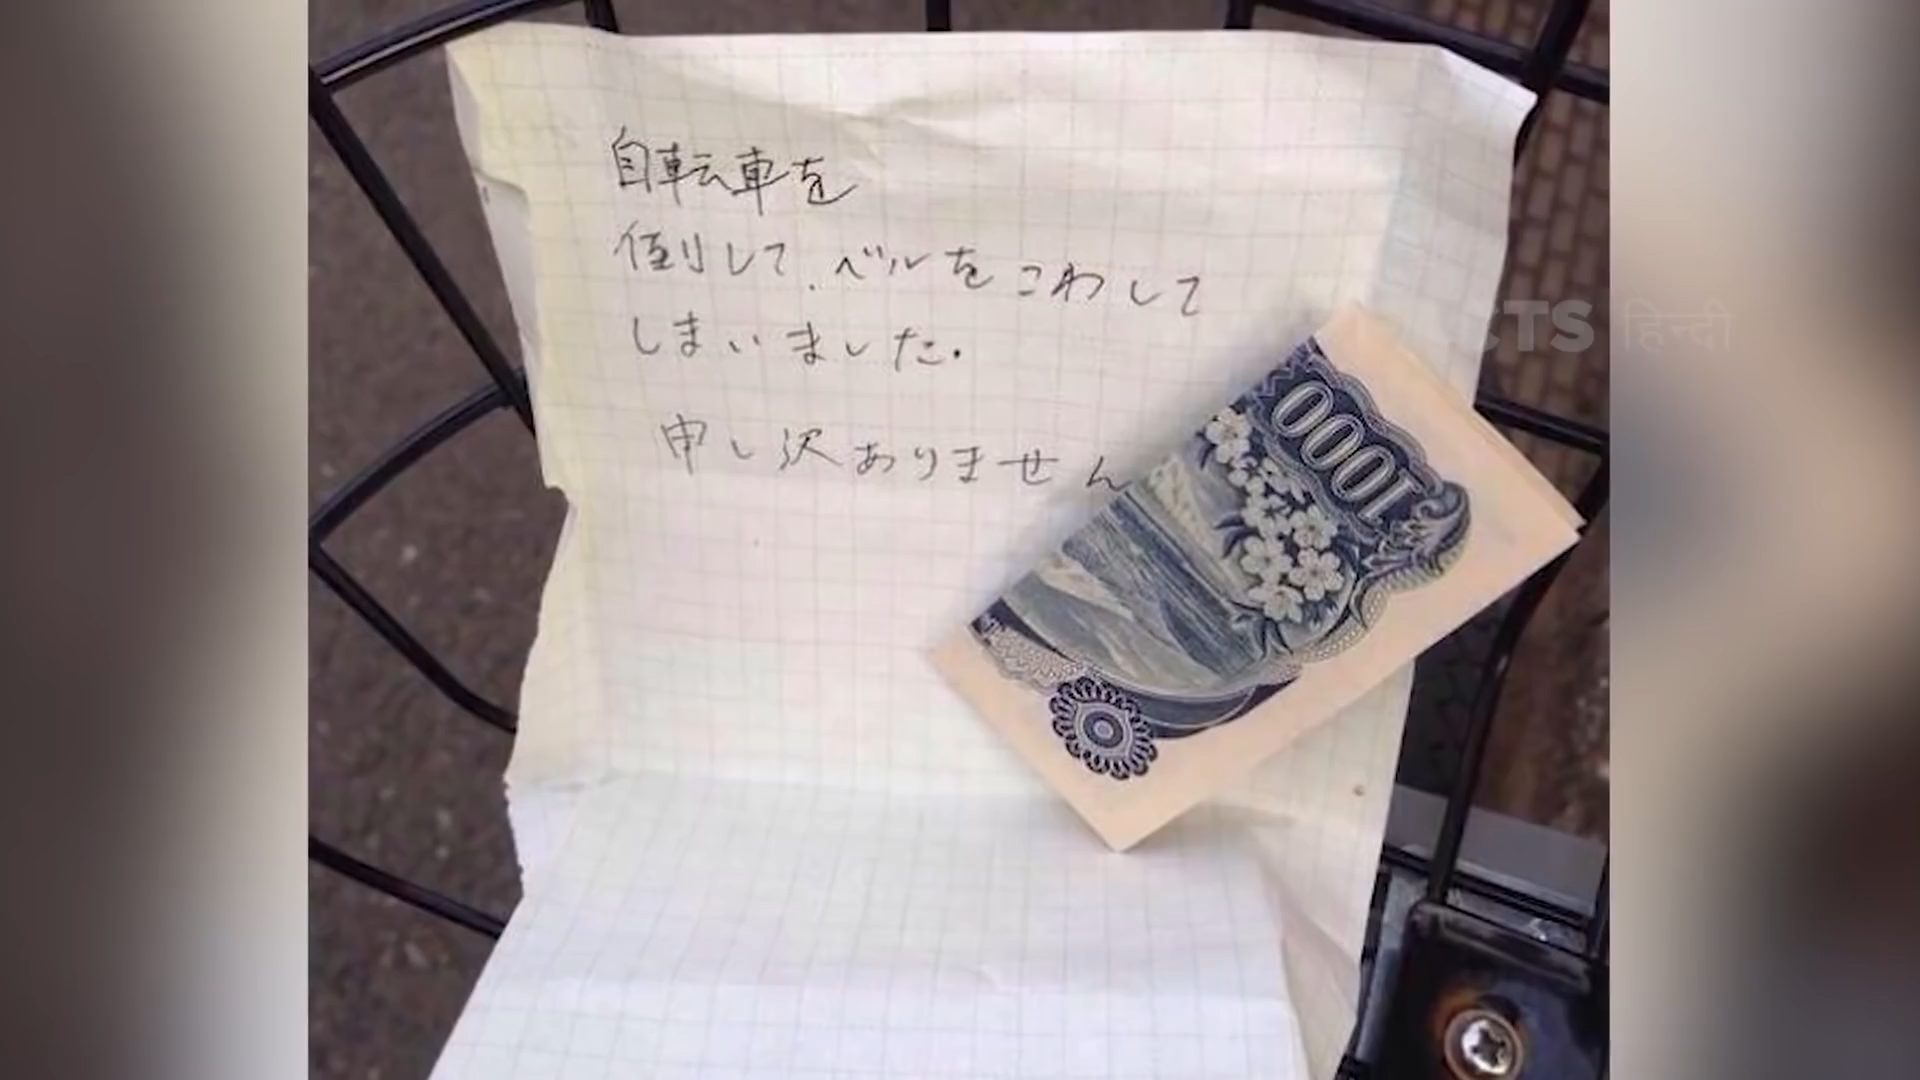 自転車を
倒して、ベルをこわして
しまいました.
申し沢ありません
1000
CTS हिन्दी